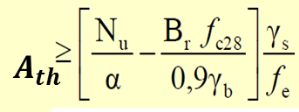 A_th ≥ [ N_u / α − B_r f_c28 / 0,9γ_b ] γ_s / f_e